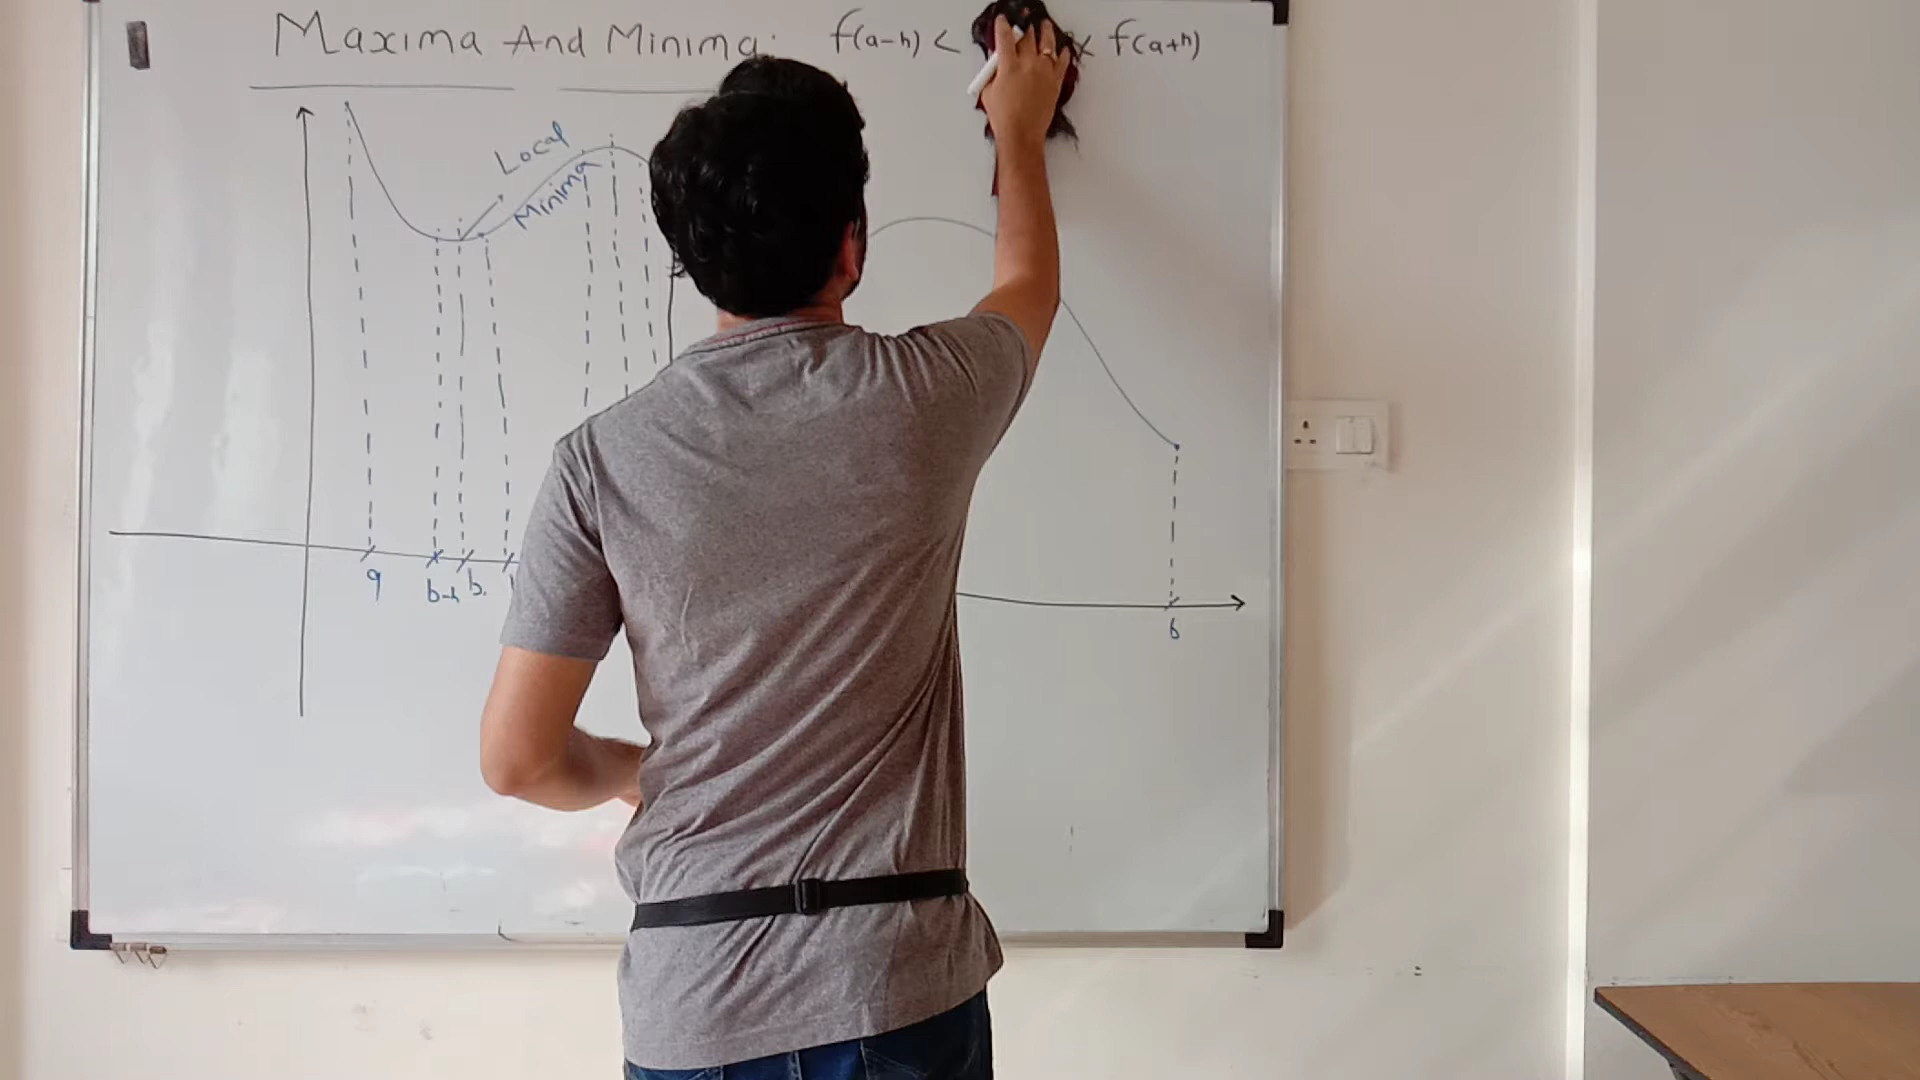 Maxima And Minima: f(a-h) < < f(a+h)
Local
Minima
a b-h b.
b